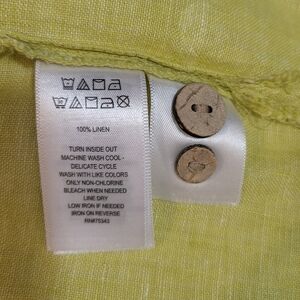 100% LINEN
TURN INSIDE OUT
MACHINE WASH COOL -
DELICATE CYCLE
WASH WITH LIKE COLORS
ONLY NON-CHLORINE
BLEACH WHEN NEEDED
LINE DRY
LOW IRON IF NEEDED
IRON ON REVERSE
RN#75343